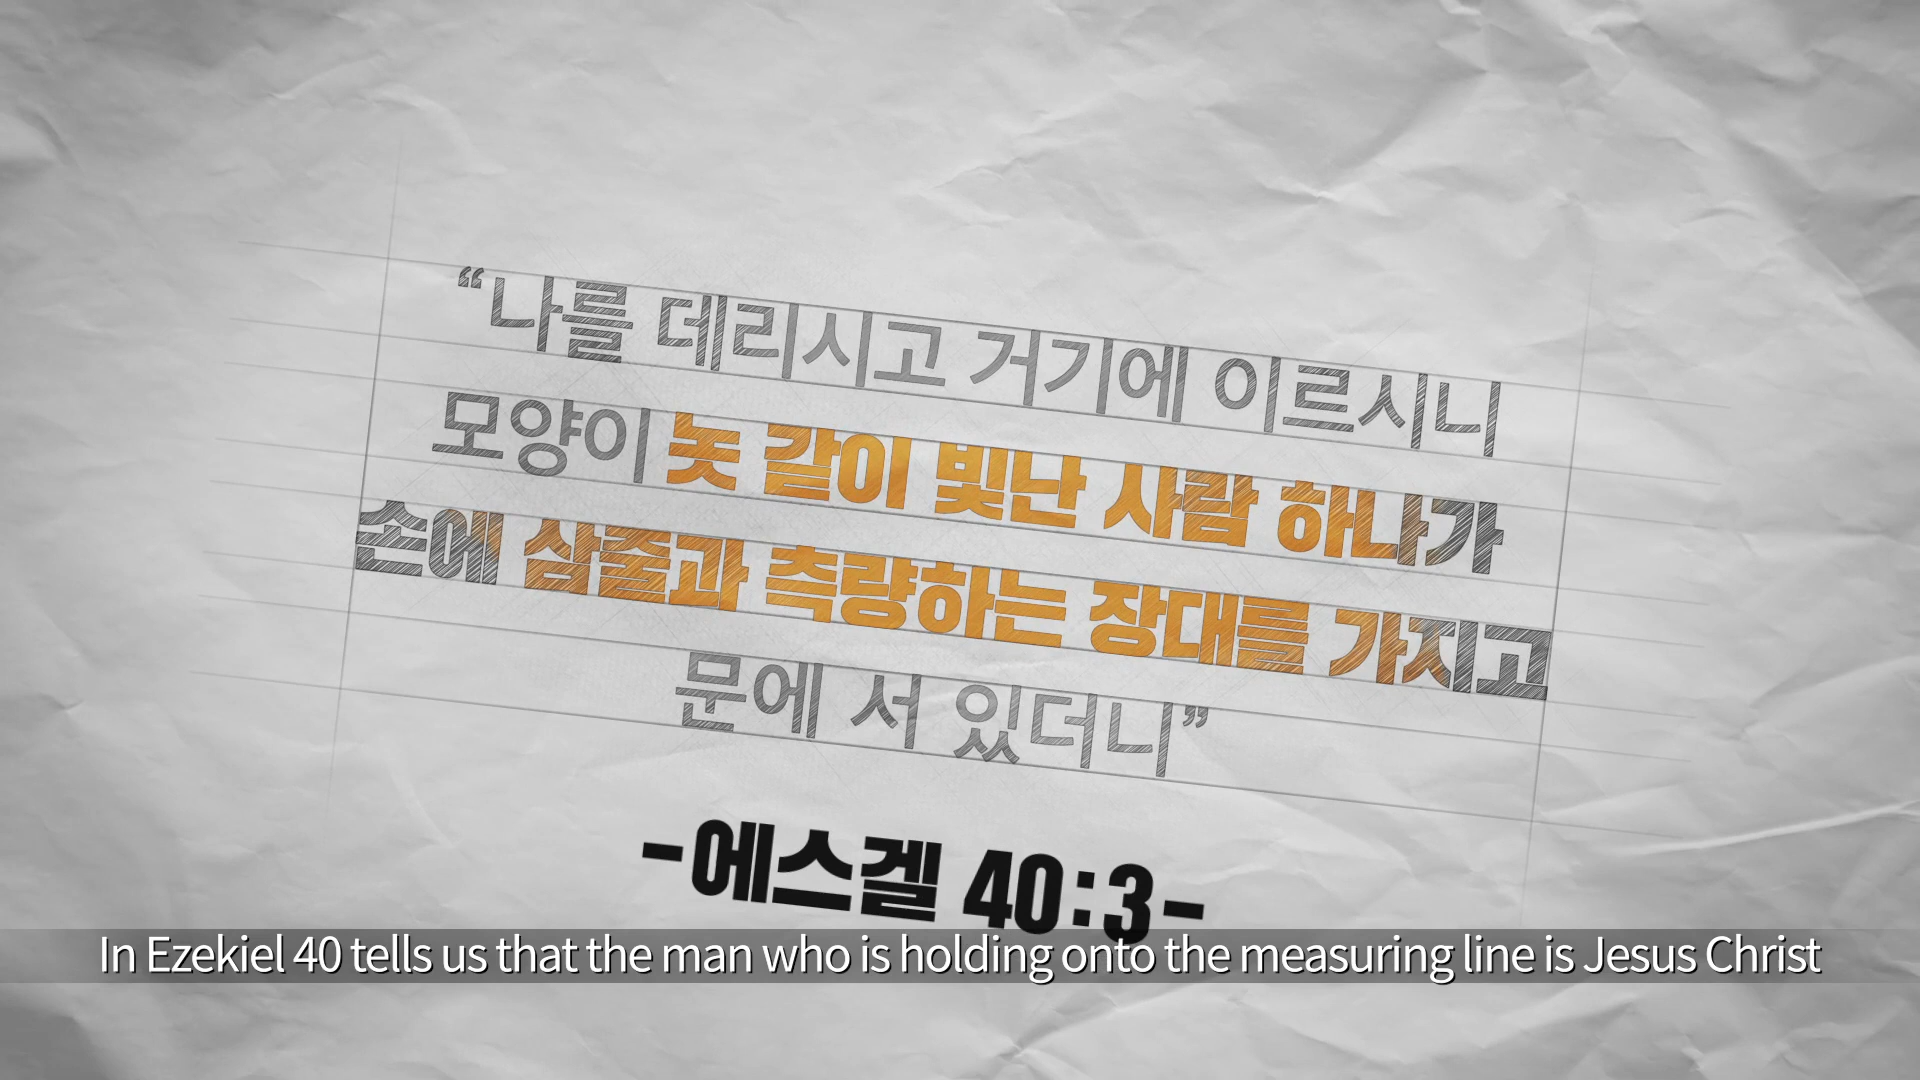 “나를 데리시고 거기에 이르시니
모양이 놋 같이 빛난 사람 하나가
손에 삼줄과 측량하는 장대를 가지고
문에 서 있더니”
-에스겔 40:3-
In Ezekiel 40 tells us that the man who is holding onto the measuring line is Jesus Christ